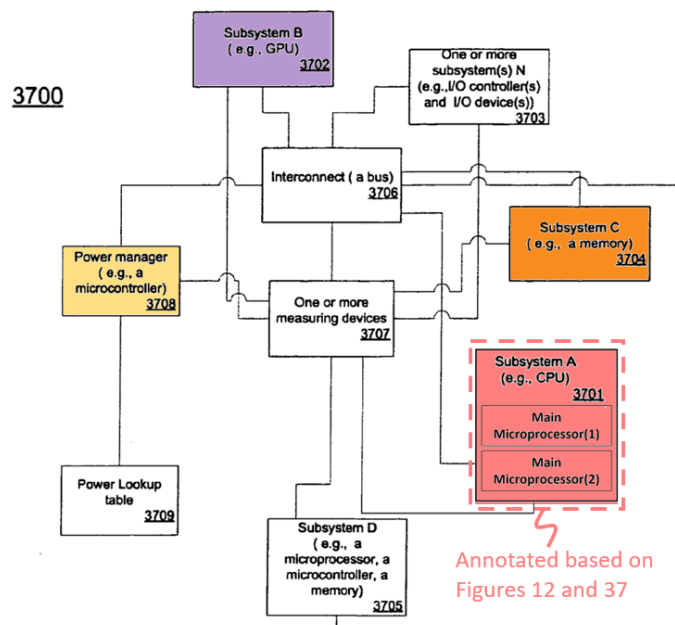 3700
Subsystem B
( e.g., GPU)
3702
One or more
subsystem(s) N
(e.g.,I/O controller(s)
and I/O device(s))
3703
Interconnect ( a bus)
3706
Subsystem C
( e.g., a memory)
3704
Power manager
( e.g., a
microcontroller)
3708
One or more
measuring devices
3707
Subsystem A
(e.g., CPU)
3701
Main
Microprocessor(1)
Main
Microprocessor(2)
Power Lookup
table
3709
Subsystem D
( e.g., a
microprocessor, a
microcontroller, a
memory)
3705
Annotated based on
Figures 12 and 37